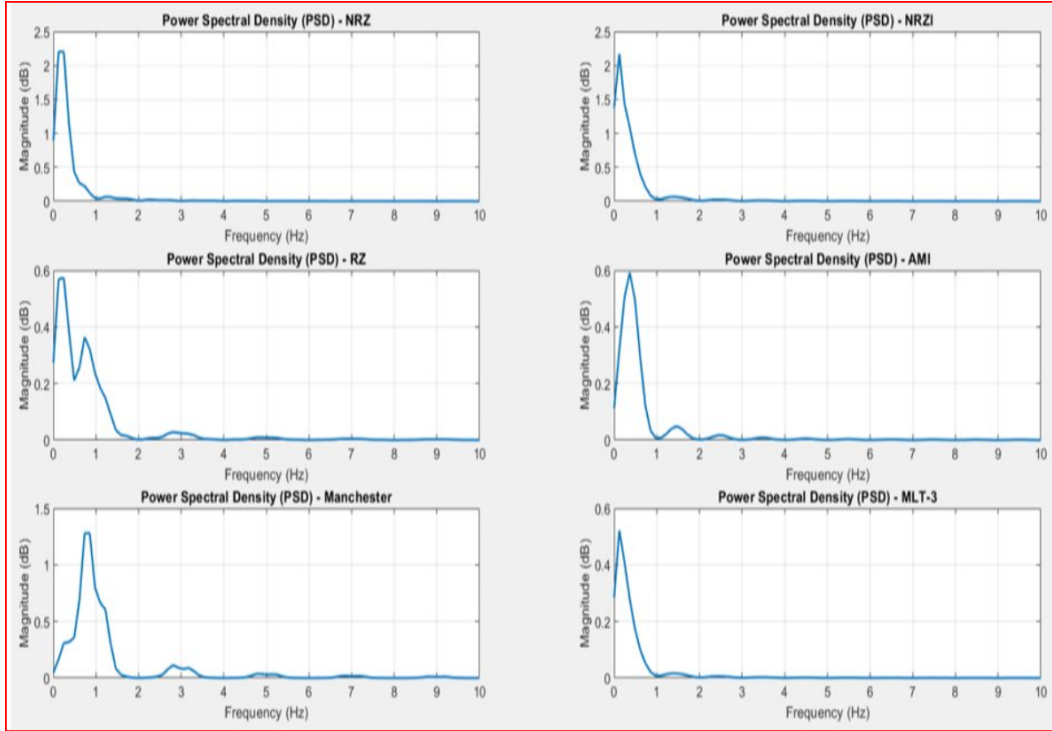 Power Spectral Density (PSD) - NRZ
Magnitude (dB)
2.5
2
1.5
1
0.5
0
0 1 2 3 4 5 6 7 8 9 10
Frequency (Hz)
Power Spectral Density (PSD) - NRZI
Magnitude (dB)
2.5
2
1.5
1
0.5
0
0 1 2 3 4 5 6 7 8 9 10
Frequency (Hz)
Power Spectral Density (PSD) - RZ
Magnitude (dB)
0.6
0.4
0.2
0
0 1 2 3 4 5 6 7 8 9 10
Frequency (Hz)
Power Spectral Density (PSD) - AMI
Magnitude (dB)
0.6
0.4
0.2
0
0 1 2 3 4 5 6 7 8 9 10
Frequency (Hz)
Power Spectral Density (PSD) - Manchester
Magnitude (dB)
1.5
1
0.5
0
0 1 2 3 4 5 6 7 8 9 10
Frequency (Hz)
Power Spectral Density (PSD) - MLT-3
Magnitude (dB)
0.6
0.4
0.2
0
0 1 2 3 4 5 6 7 8 9 10
Frequency (Hz)